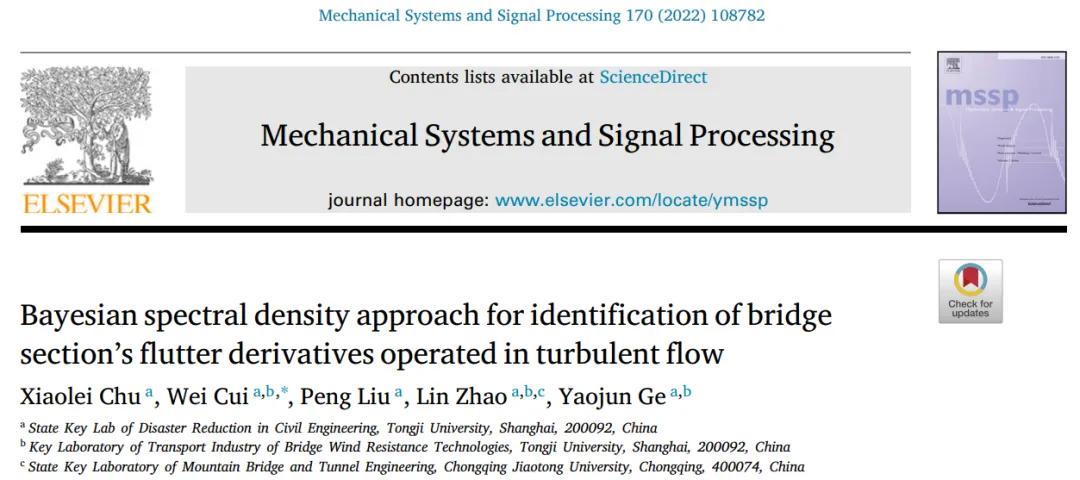 Mechanical Systems and Signal Processing 170 (2022) 108782
Contents lists available at ScienceDirect
Mechanical Systems and Signal Processing
journal homepage: www.elsevier.com/locate/ymssp
ELSEVIER
mssp
Check for
updates
Bayesian spectral density approach for identification of bridge
section's flutter derivatives operated in turbulent flow
Xiaolei Chu a, Wei Cui a,b,*, Peng Liu a, Lin Zhao a,b,c, Yaojun Ge a,b
a State Key Lab of Disaster Reduction in Civil Engineering, Tongji University, Shanghai, 200092, China
b Key Laboratory of Transport Industry of Bridge Wind Resistance Technologies, Tongji University, Shanghai, 200092, China
c State Key Laboratory of Mountain Bridge and Tunnel Engineering, Chongqing Jiaotong University, Chongqing, 400074, China